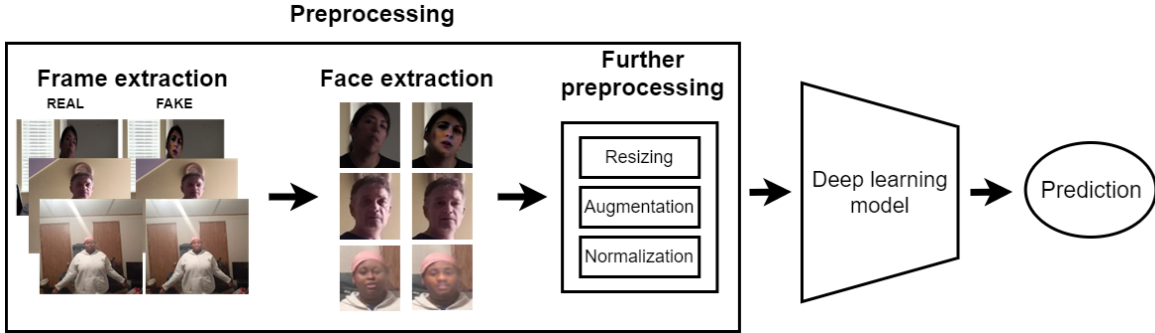 Preprocessing
Frame extraction
REAL FAKE
Face extraction
Further
preprocessing
Resizing
Augmentation
Normalization
Deep learning
model
Prediction